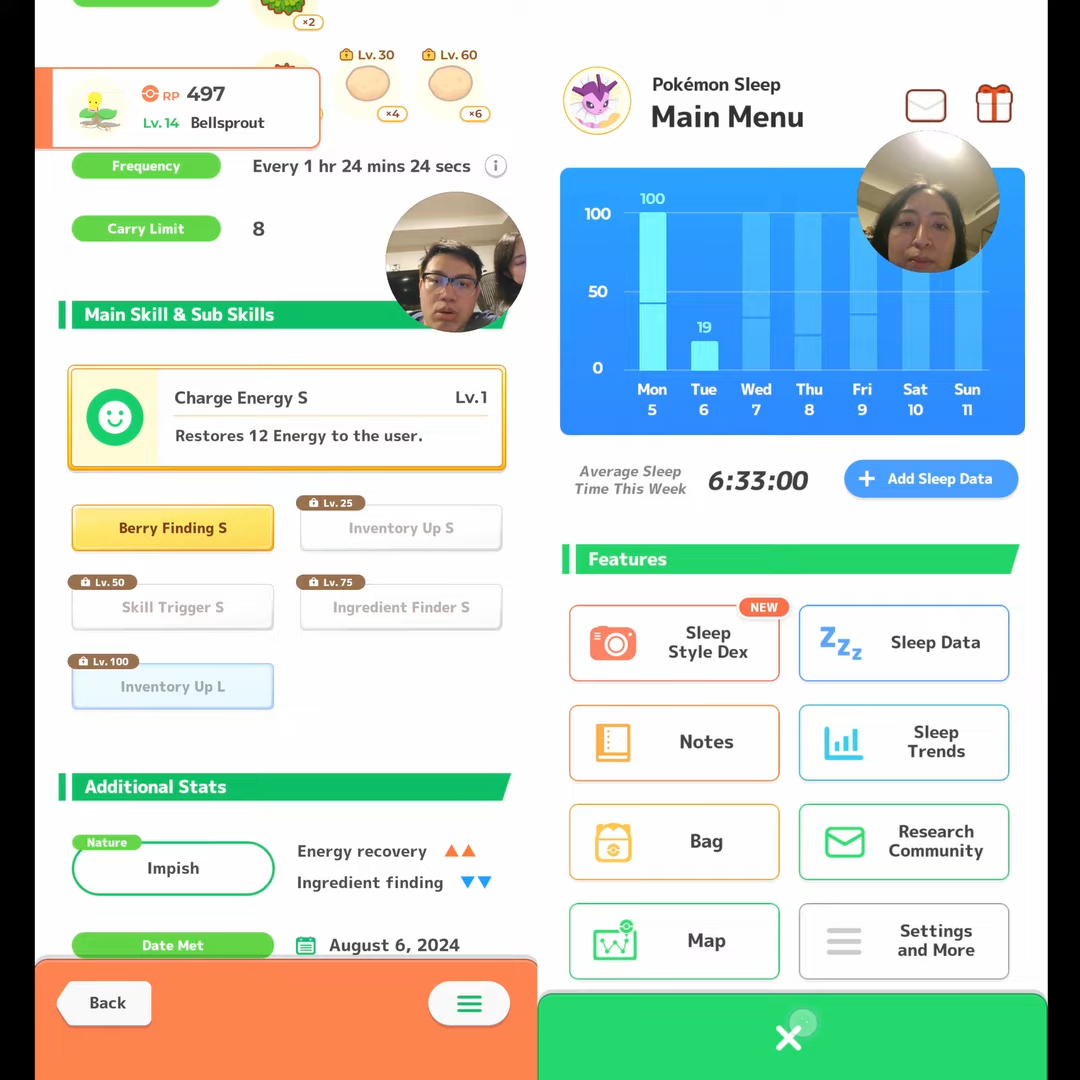 ×2
Lv. 30
Lv. 60
×4
×6
RP 497
Lv. 14 Bellsprout
Frequency
Every 1 hr 24 mins 24 secs
i
Carry Limit
8
Main Skill & Sub Skills
Charge Energy S
Lv. 1
Restores 12 Energy to the user.
Berry Finding S
Lv. 25
Inventory Up S
Lv. 50
Skill Trigger S
Lv. 75
Ingredient Finder S
Lv. 100
Inventory Up L
Additional Stats
Nature
Impish
Energy recovery
Ingredient finding
Date Met
August 6, 2024
Back
Pokémon Sleep
Main Menu
100
100
50
19
0
Mon Tue Wed Thu Fri Sat Sun
5 6 7 8 9 10 11
Average Sleep
Time This Week
6:33:00
+ Add Sleep Data
Features
NEW
Sleep
Style Dex
Zzz
Sleep Data
Notes
Sleep
Trends
Bag
Research
Community
Map
Settings
and More